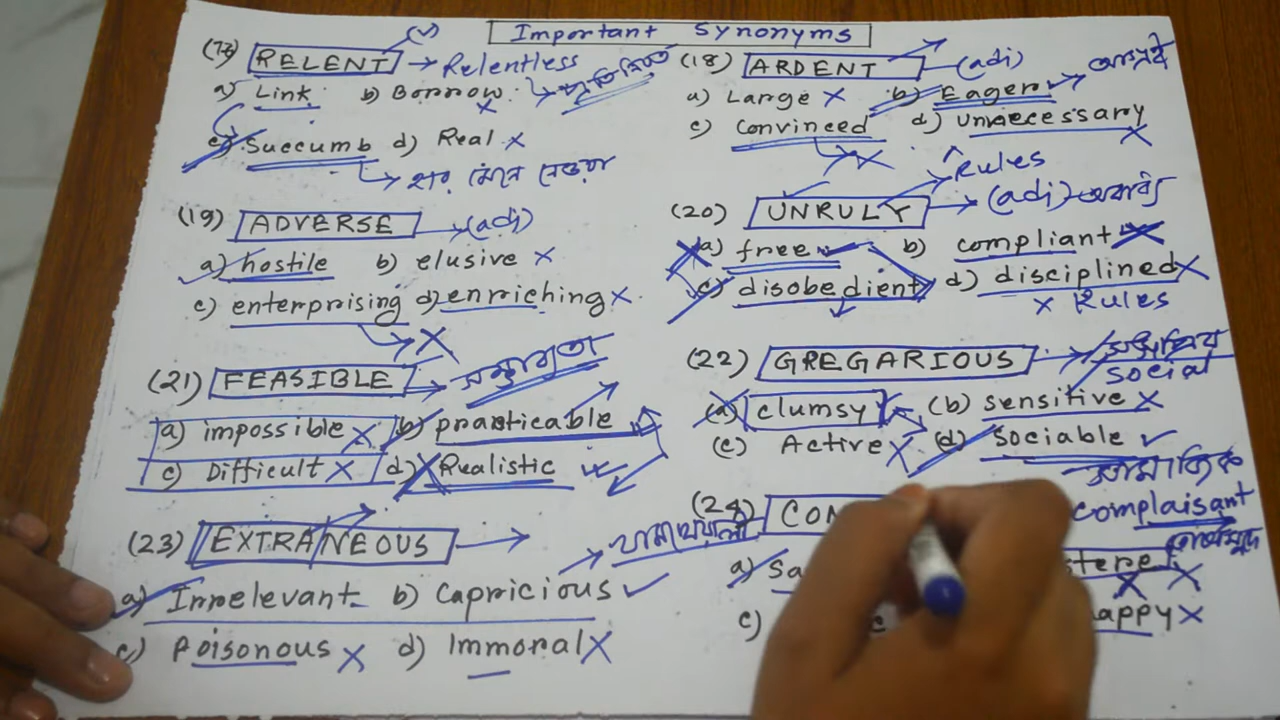 Important Synonyms
(17) RELENT → Relentless (v)
a) Link b) Borrow
c) Succumb d) Real
হার মেনে নেওয়া
(18) ARDENT (adj)
a) Large b) Eager
c) Convinced d) unnecessary
(19) ADVERSE (adj)
a) hostile b) elusive
c) enterprising d) enriching
(20) UNRULY → (adj)
Rules
a) free b) compliant
c) disobedient d) disciplined
Rules
(21) FEASIBLE
a) impossible b) practicable
c) Difficult d) Realistic
(22) GREGARIOUS
social
(a) clumsy (b) sensitive
(c) Active (d) Sociable
সামাজিক
(23) EXTRANEOUS
খামখেয়ালী
a) Irrelevant b) Capricious
c) Poisonous d) Immoral
(24)
complaisant
a)
c)